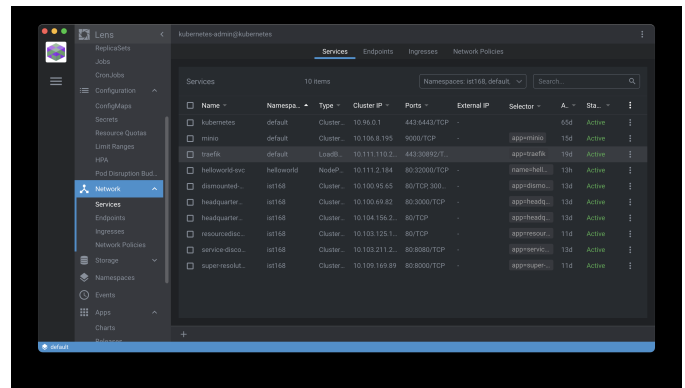 Lens
kubernetes-admin@kubernetes
ReplicaSets
Jobs
CronJobs
Configuration
ConfigMaps
Secrets
Resource Quotas
Limit Ranges
HPA
Pod Disruption Bud...
Network
Services
Endpoints
Ingresses
Network Policies
Storage
Namespaces
Events
Apps
Charts
Releases
Services Endpoints Ingresses Network Policies
Services 10 items Namespaces: ist168, default, Search...
Name Namespa... Type Cluster IP Ports External IP Selector A... Sta...
kubernetes default Cluster... 10.96.0.1 443:6443/TCP - 65d Active
minio default Cluster... 10.106.8.195 9000/TCP - app=minio 15d Active
traefik default LoadB... 10.111.110.2... 443:30892/T... app=traefik 19d Active
helloworld-svc helloworld NodeP... 10.111.2.184 80:32000/TCP - name=hell... 13h Active
dismounted-... ist168 Cluster... 10.100.95.65 80/TCP, 300... - app=dismo... 13d Active
headquarter... ist168 Cluster... 10.100.69.82 80:3000/TCP - app=headq... 13d Active
headquarter... ist168 Cluster... 10.104.156.2... 80/TCP - app=headq... 13d Active
resourcedisc... ist168 Cluster... 10.103.125.1... 80/TCP - app=resour... 11d Active
service-disco... ist168 Cluster... 10.103.211.2... 80:8080/TCP - app=servic... 13d Active
super-resolut... ist168 Cluster... 10.109.169.89 80:8000/TCP - app=super-... 11d Active
+
default